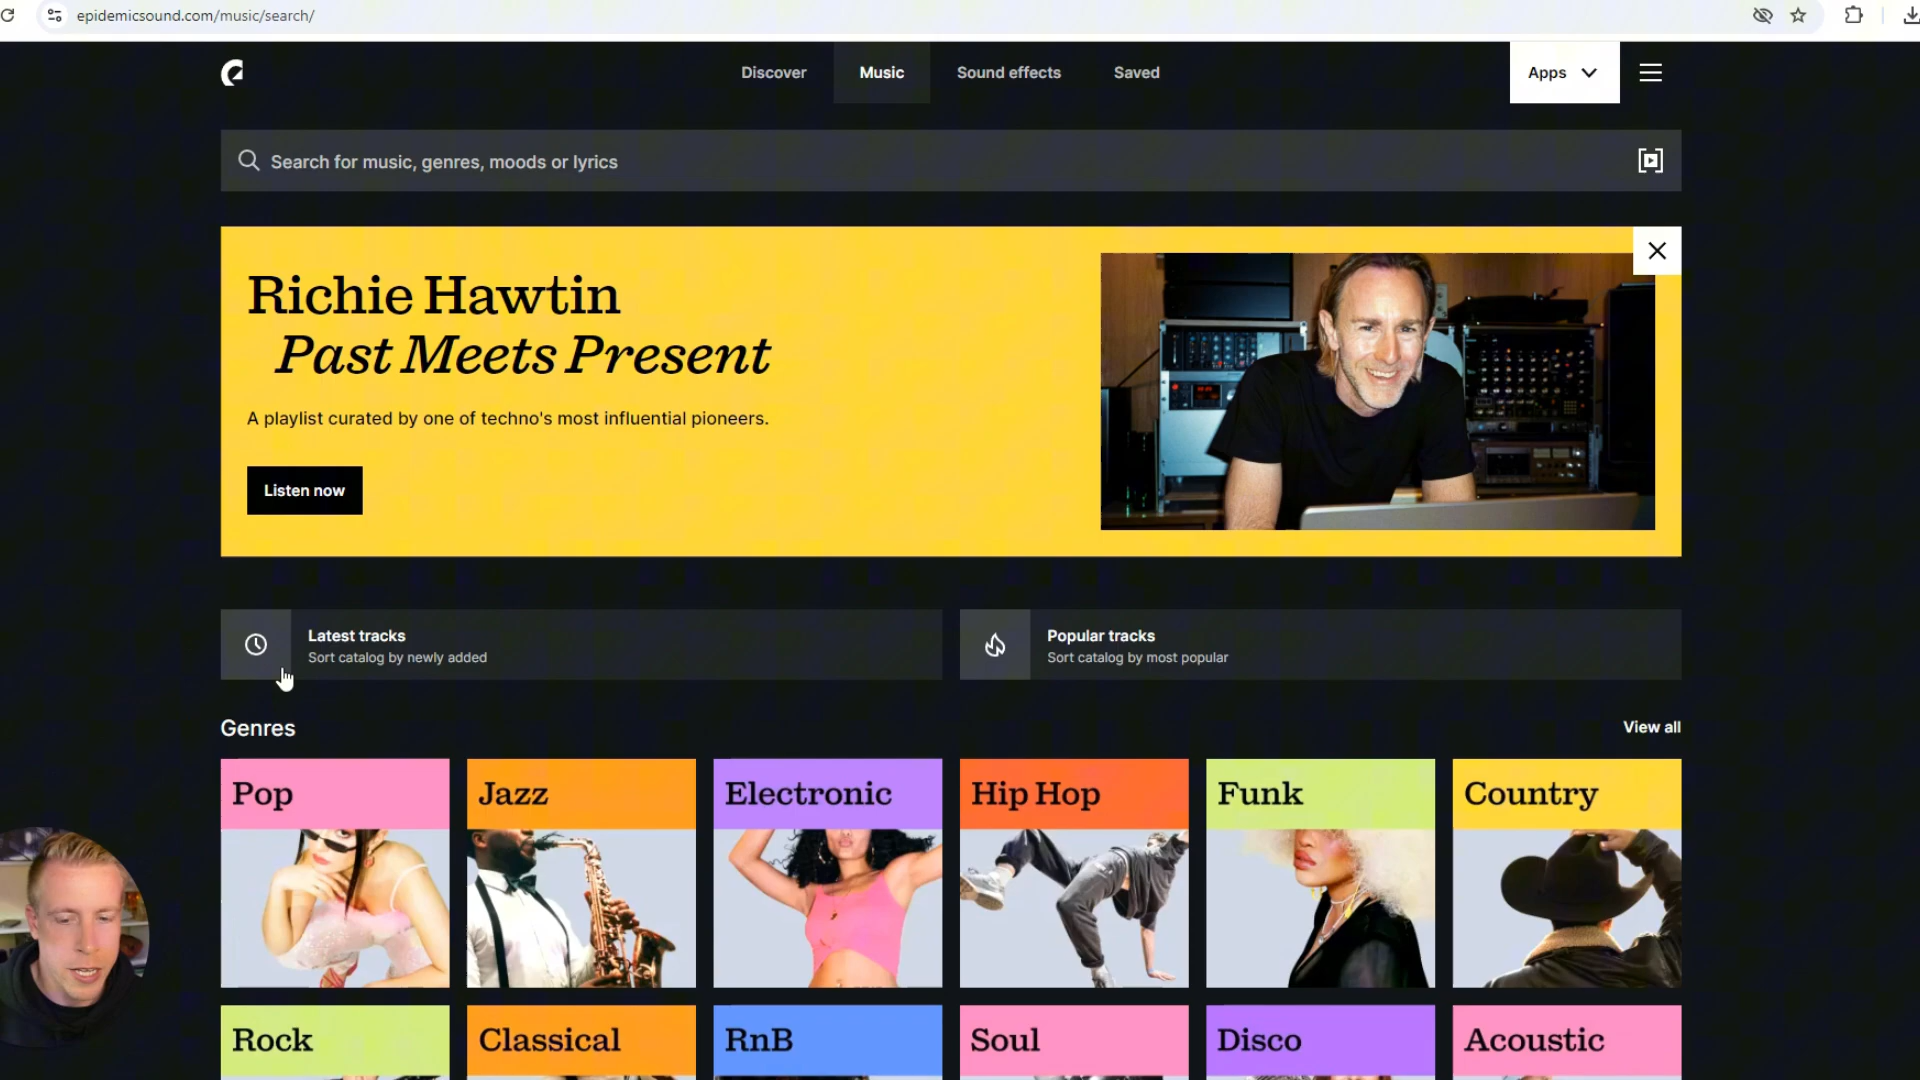 epidemicsound.com/music/search/
Discover
Music
Sound effects
Saved
Apps
Search for music, genres, moods or lyrics
Richie Hawtin
Past Meets Present
A playlist curated by one of techno's most influential pioneers.
Listen now
Latest tracks
Sort catalog by newly added
Popular tracks
Sort catalog by most popular
Genres
View all
Pop
Jazz
Electronic
Hip Hop
Funk
Country
Rock
Classical
RnB
Soul
Disco
Acoustic